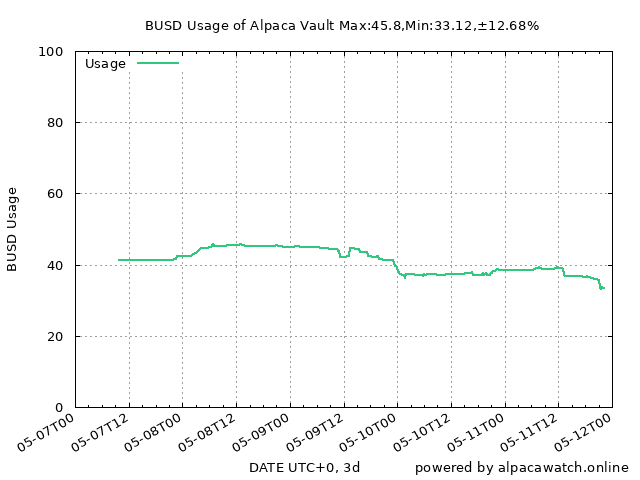 BUSD Usage of Alpaca Vault Max:45.8,Min:33.12,±12.68%
Usage
100
80
60
40
20
0
BUSD Usage
05-07T00
05-07T12
05-08T00
05-08T12
05-09T00
05-09T12
05-10T00
05-10T12
05-11T00
05-11T12
05-12T00
DATE UTC+0, 3d
powered by alpacawatch.online